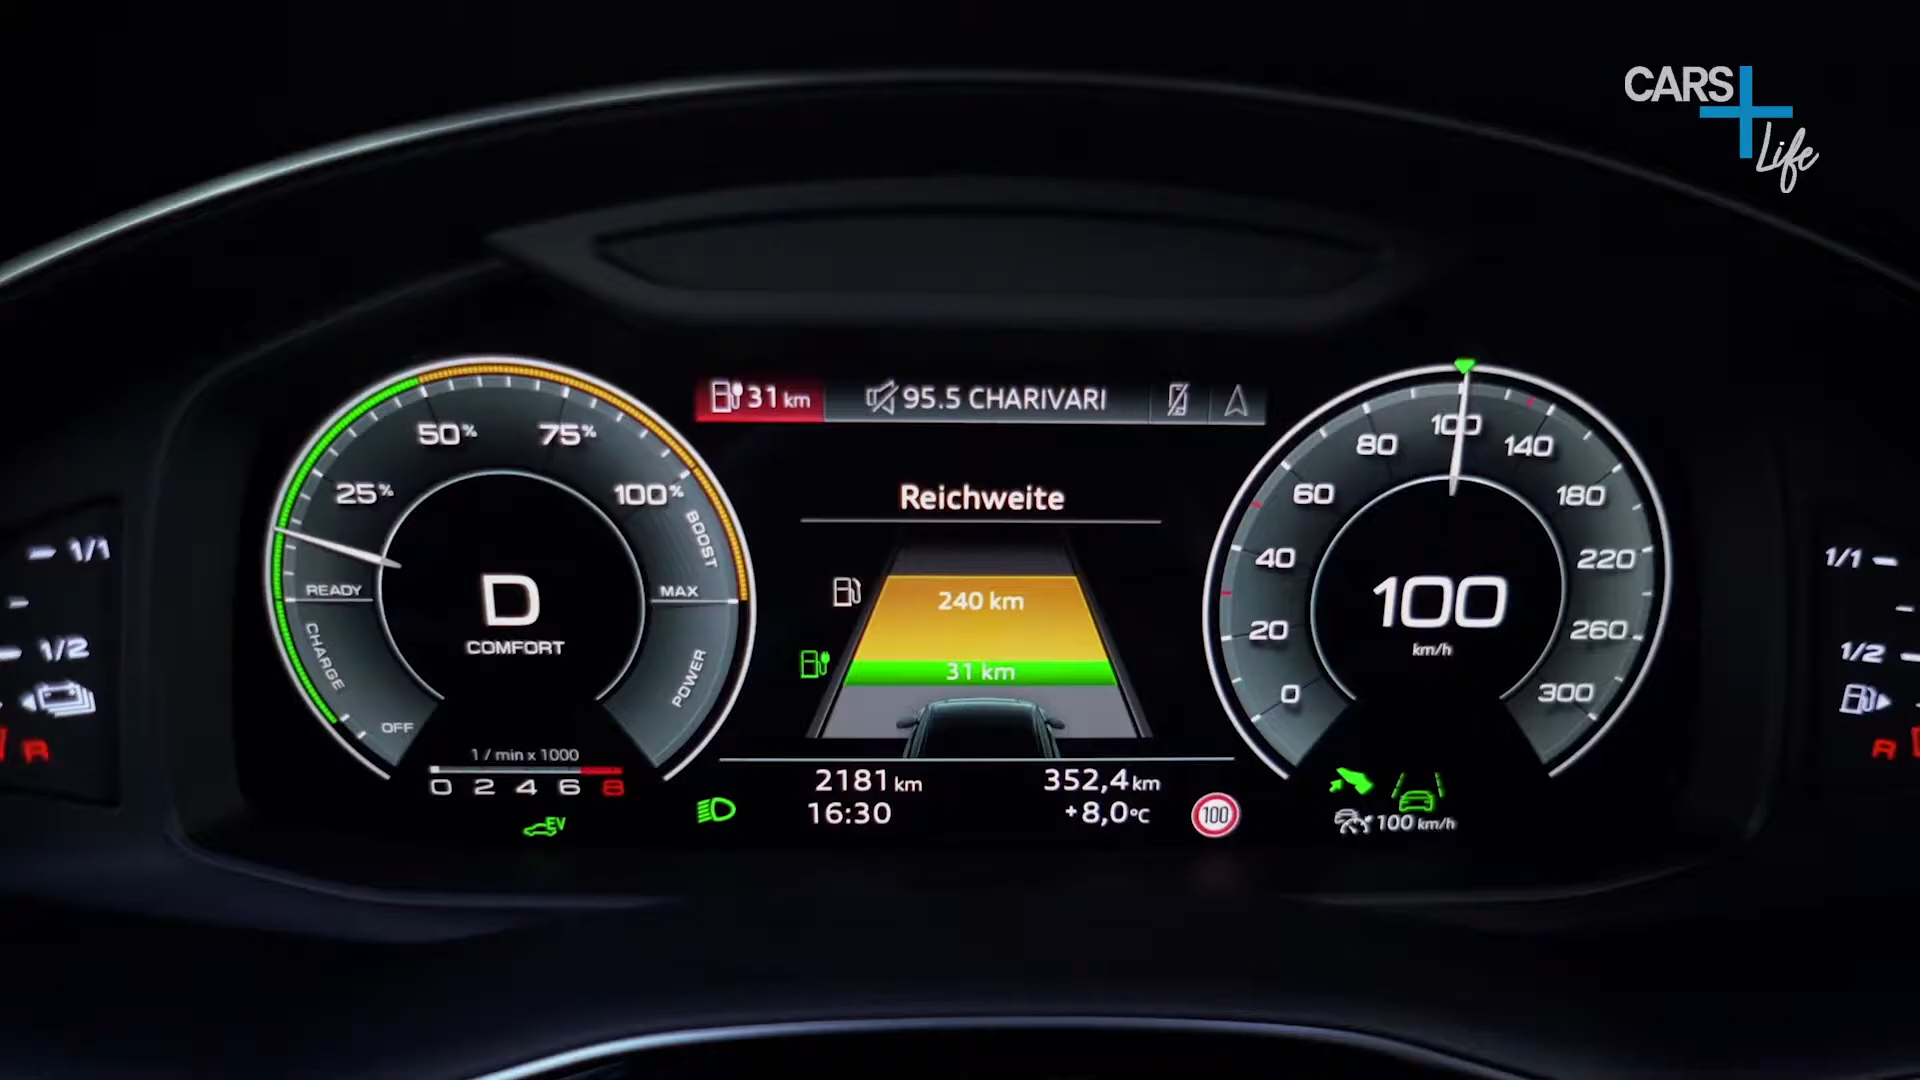 CARS
Life
31 km
95.5 CHARIVARI
Reichweite
240 km
31 km
2181 km
352,4 km
16:30
+8,0 °C
100
25%
50%
75%
100%
BOOST
READY
MAX
CHARGE
POWER
OFF
D
COMFORT
1 / min x 1000
0 2 4 6 8
EV
0
20
40
60
80
100
140
180
220
260
300
100
km/h
100 km/h
1/1
1/2
R
1/1
1/2
R